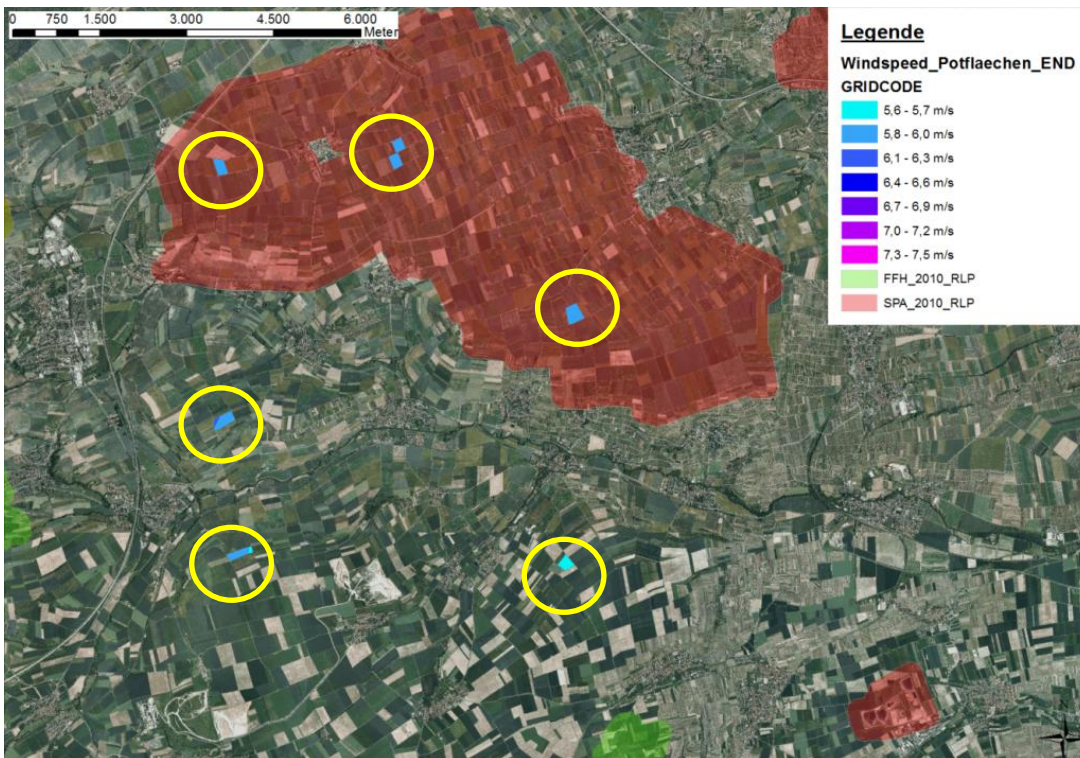 0 750 1.500 3.000 4.500 6.000
Meter
Legende
Windspeed_Potflaechen_END
GRIDCODE
5,6 - 5,7 m/s
5,8 - 6,0 m/s
6,1 - 6,3 m/s
6,4 - 6,6 m/s
6,7 - 6,9 m/s
7,0 - 7,2 m/s
7,3 - 7,5 m/s
FFH_2010_RLP
SPA_2010_RLP